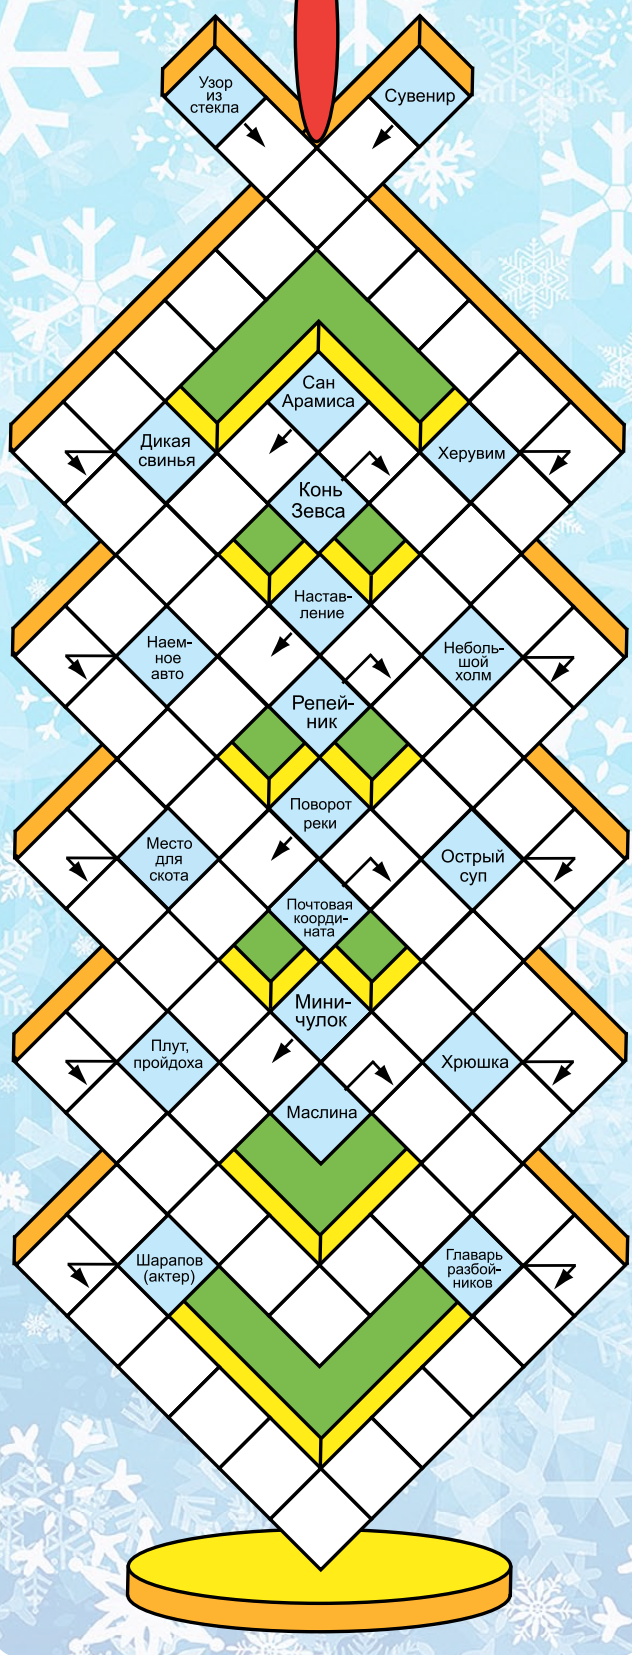 Узор
из
стекла
Сувенир
Сан
Арамиса
Дикая
свинья
Херувим
Конь
Зевса
Настав-
ление
Наем-
ное
авто
Неболь-
шой
холм
Репей-
ник
Поворот
реки
Место
для
скота
Острый
суп
Почтовая
коорди-
ната
Мини-
чулок
Плут,
пройдоха
Хрюшка
Маслина
Шарапов
(актер)
Главарь
разбой-
ников